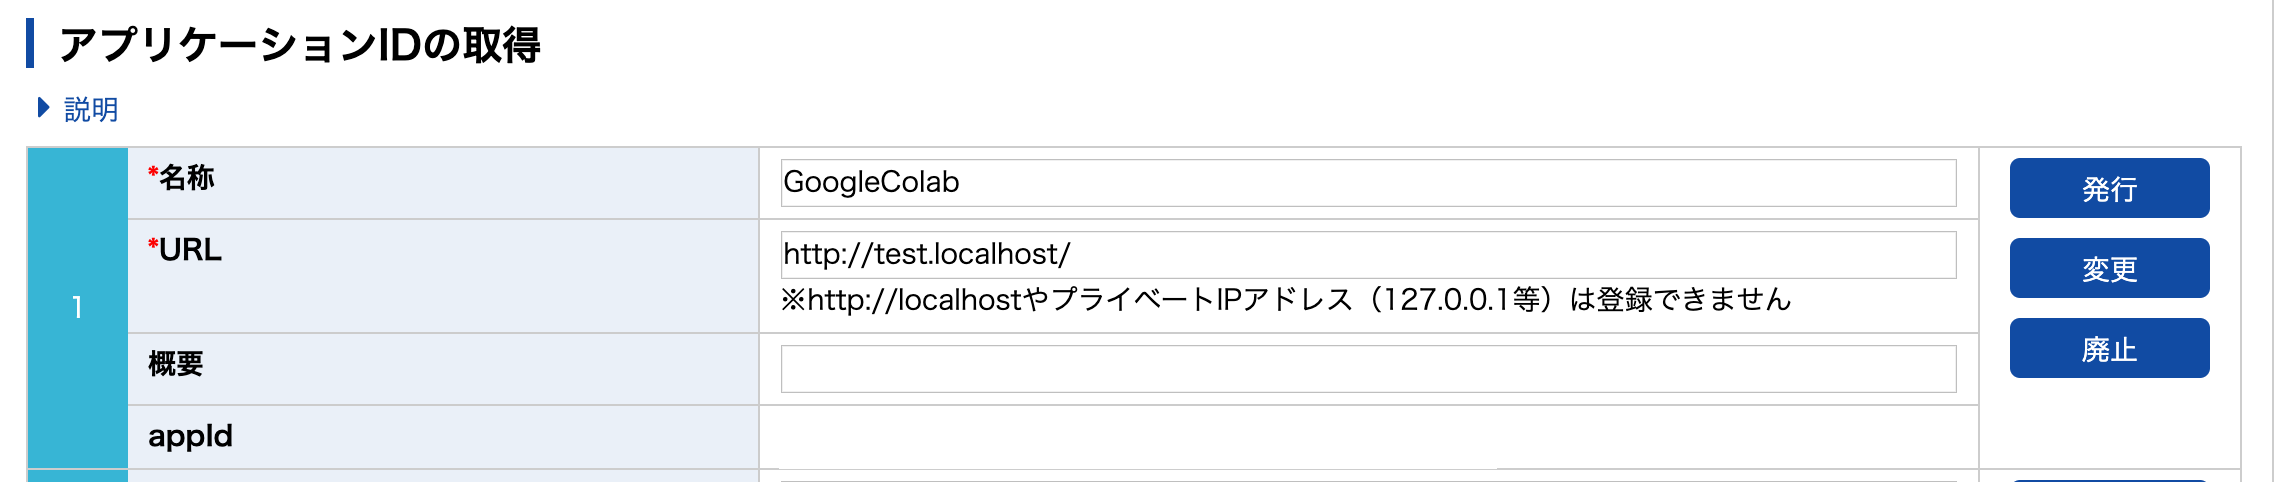 アプリケーションIDの取得
説明
1
*名称
GoogleColab
発行
*URL
http://test.localhost/
※http://localhostやプライベートIPアドレス（127.0.0.1等）は登録できません
変更
概要
廃止
appId